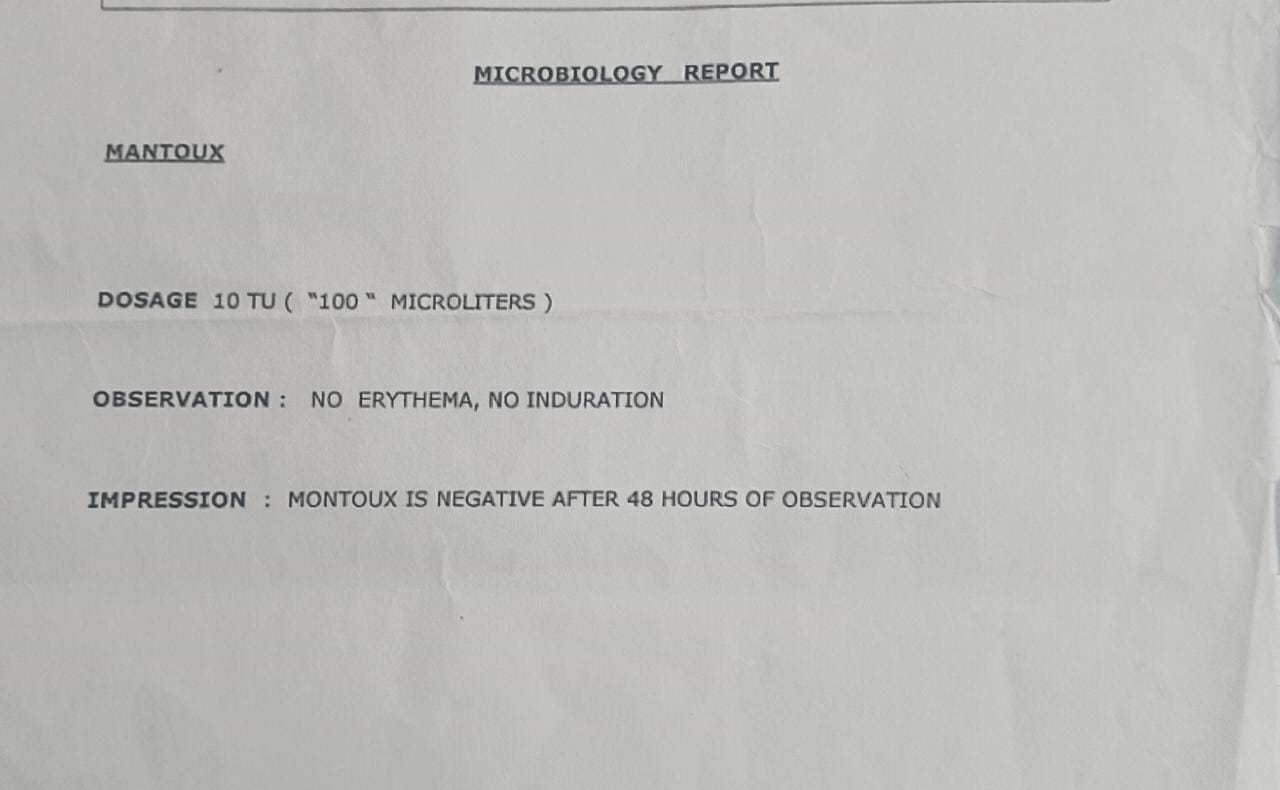 MICROBIOLOGY REPORT
MANTOUX
DOSAGE 10 TU ( "100 " MICROLITERS )
OBSERVATION : NO ERYTHEMA, NO INDURATION
IMPRESSION : MONTOUX IS NEGATIVE AFTER 48 HOURS OF OBSERVATION